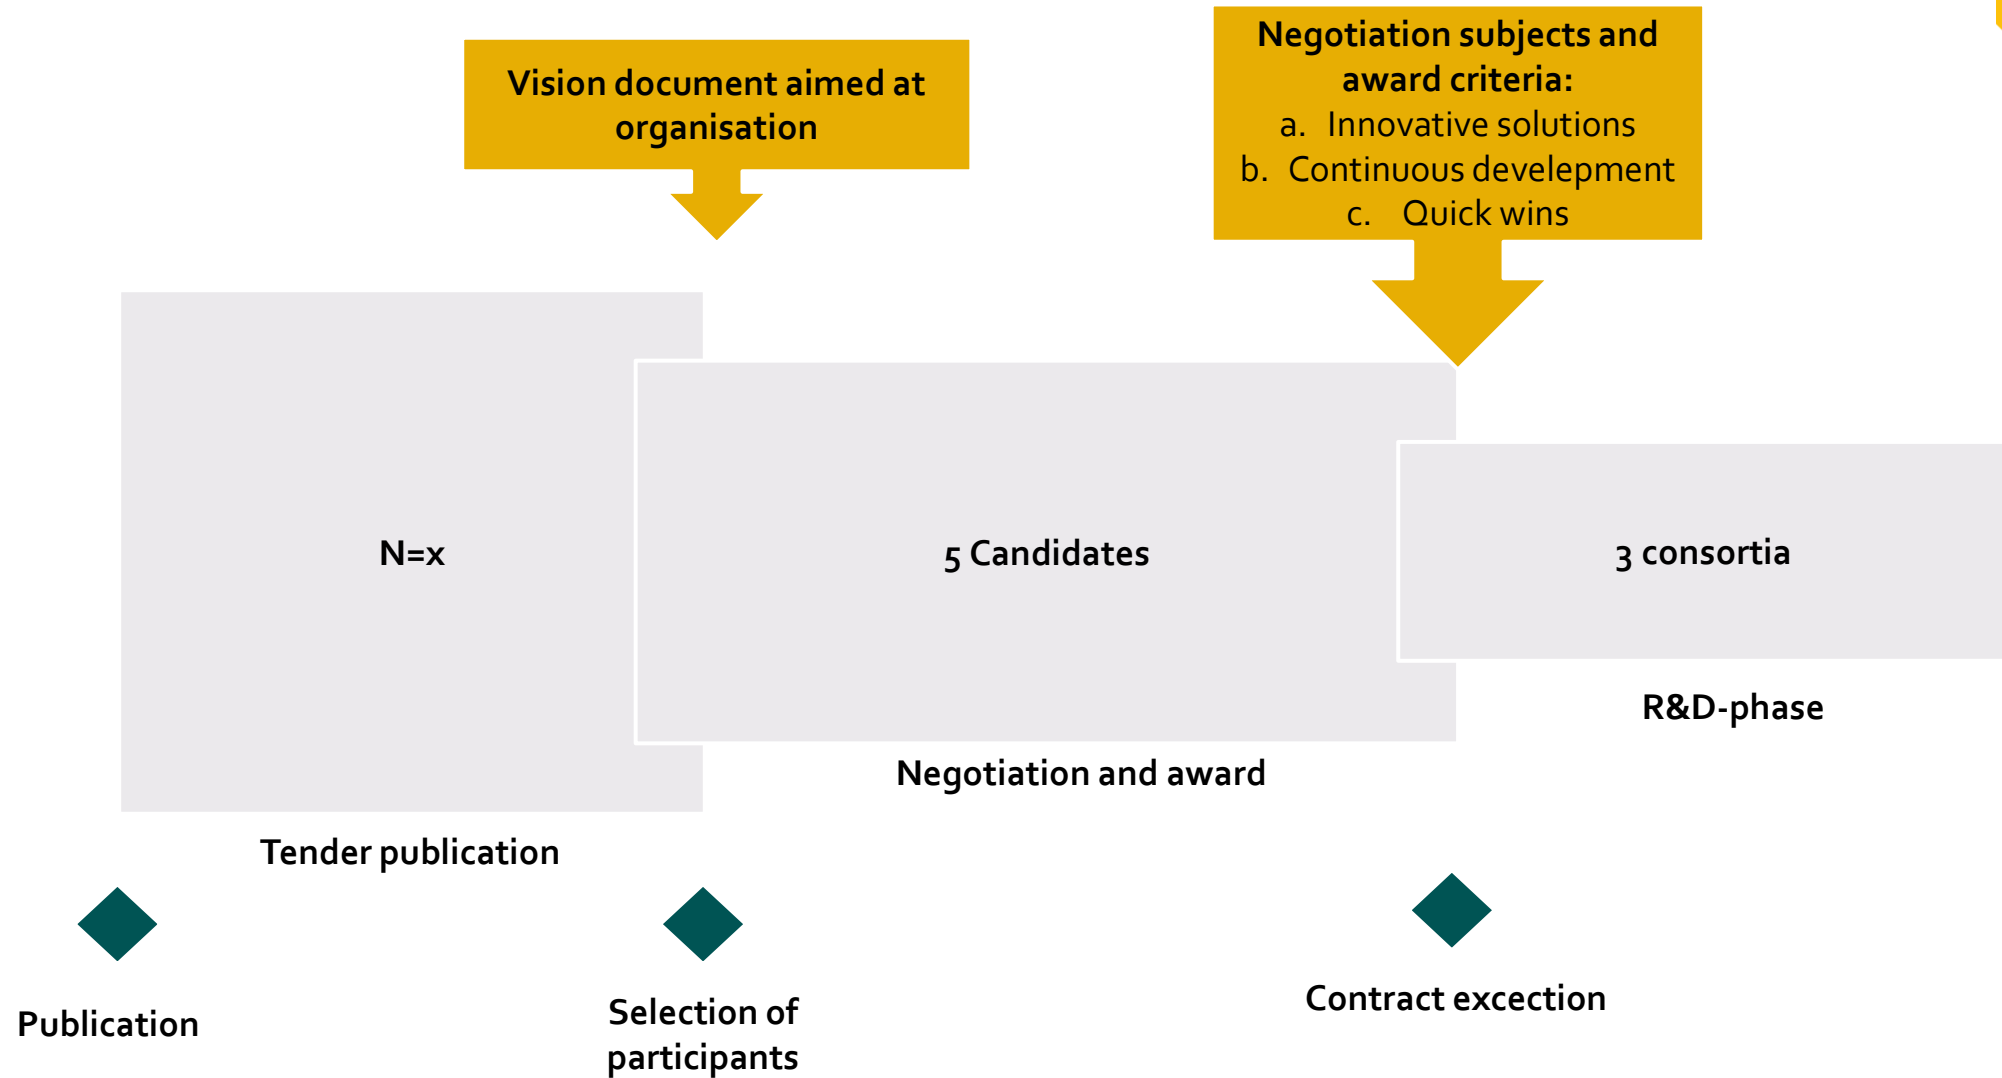 Vision document aimed at
organisation
Negotiation subjects and
award criteria:
a. Innovative solutions
b. Continuous develepment
c. Quick wins
N=x
5 Candidates
3 consortia
R&D-phase
Negotiation and award
Tender publication
Publication
Selection of
participants
Contract excection